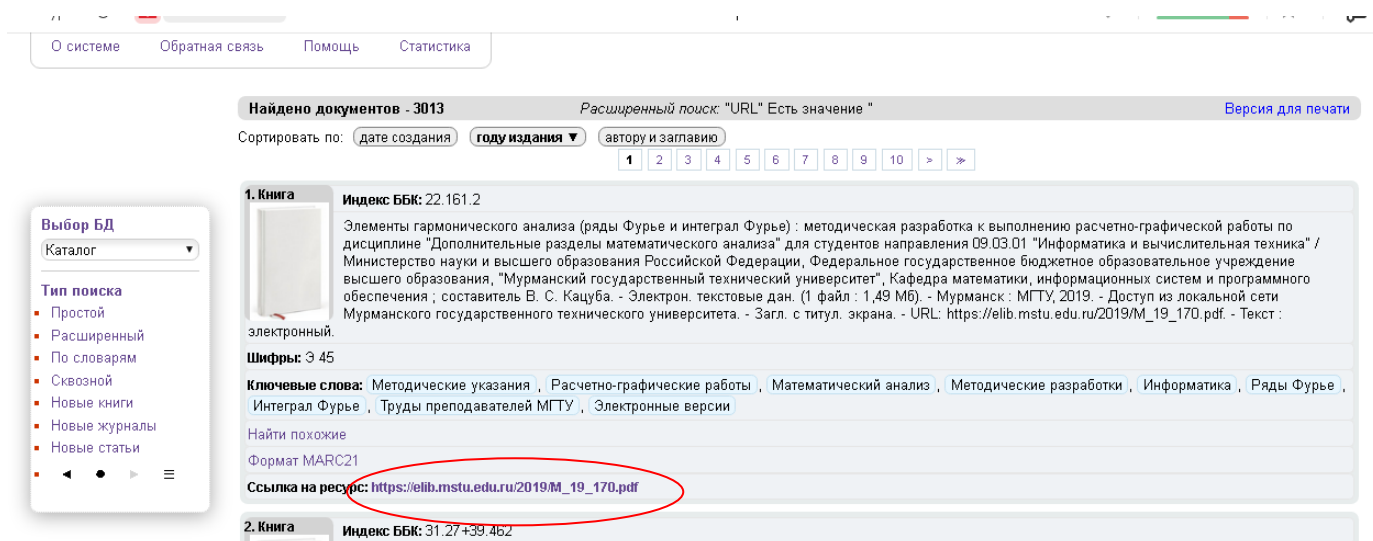 О системе Обратная связь Помощь Статистика
Найдено документов - 3013 Расширенный поиск: "URL" Есть значение " Версия для печати
Сортировать по: дате создания году издания ▼ автору и заглавию
1 2 3 4 5 6 7 8 9 10 > ≫
Выбор БД
Каталог ▼
Тип поиска
Простой
Расширенный
По словарям
Сквозной
Новые книги
Новые журналы
Новые статьи
1. Книга
Индекс ББК: 22.161.2
Элементы гармонического анализа (ряды Фурье и интеграл Фурье) : методическая разработка к выполнению расчетно-графической работы по
дисциплине "Дополнительные разделы математического анализа" для студентов направления 09.03.01 "Информатика и вычислительная техника" /
Министерство науки и высшего образования Российской Федерации, Федеральное государственное бюджетное образовательное учреждение
высшего образования, "Мурманский государственный технический университет", Кафедра математики, информационных систем и программного
обеспечения ; составитель В. С. Кацуба. - Электрон. текстовые дан. (1 файл : 1,49 Мб). - Мурманск : МГТУ, 2019. - Доступ из локальной сети
Мурманского государственного технического университета. - Загл. с титул. экрана. - URL: https://elib.mstu.edu.ru/2019/M_19_170.pdf. - Текст :
электронный.
Шифры: Э 45
Ключевые слова: Методические указания , Расчетно-графические работы , Математический анализ , Методические разработки , Информатика , Ряды Фурье ,
Интеграл Фурье , Труды преподавателей МГТУ , Электронные версии
Найти похожие
Формат MARC21
Ссылка на ресурс: https://elib.mstu.edu.ru/2019/M_19_170.pdf
2. Книга
Индекс ББК: 31.27+39.462